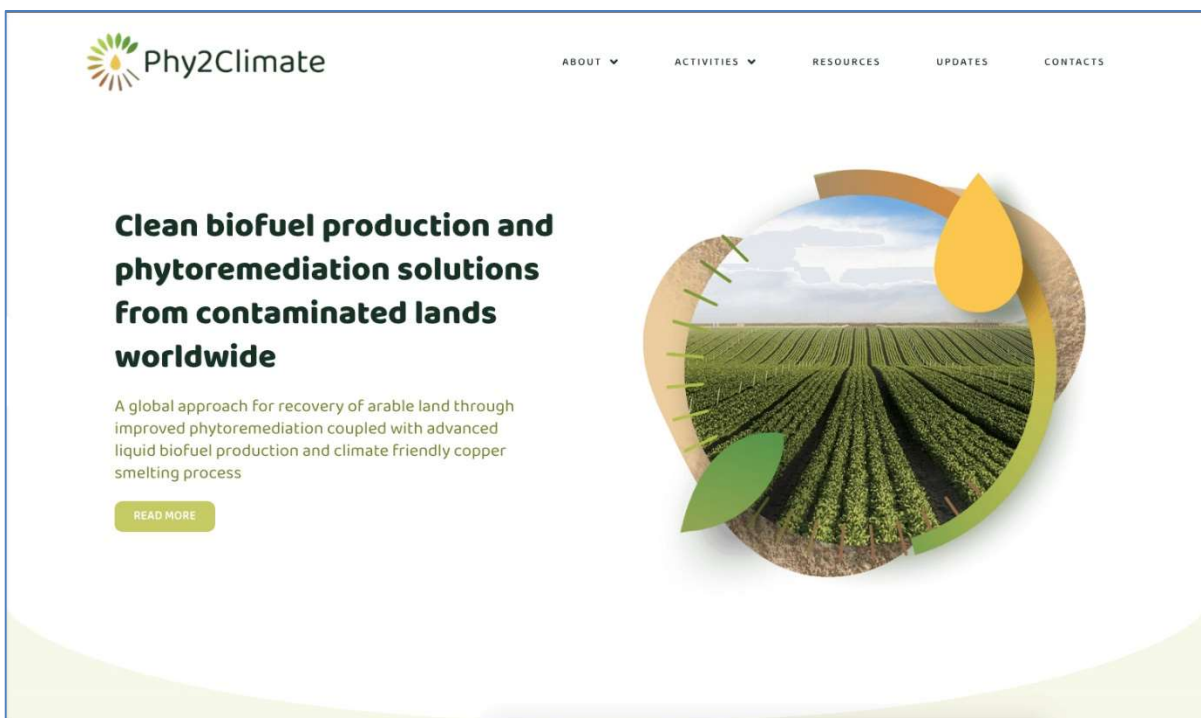 Phy2Climate
ABOUT
ACTIVITIES
RESOURCES
UPDATES
CONTACTS
Clean biofuel production and
phytoremediation solutions
from contaminated lands
worldwide
A global approach for recovery of arable land through
improved phytoremediation coupled with advanced
liquid biofuel production and climate friendly copper
smelting process
READ MORE